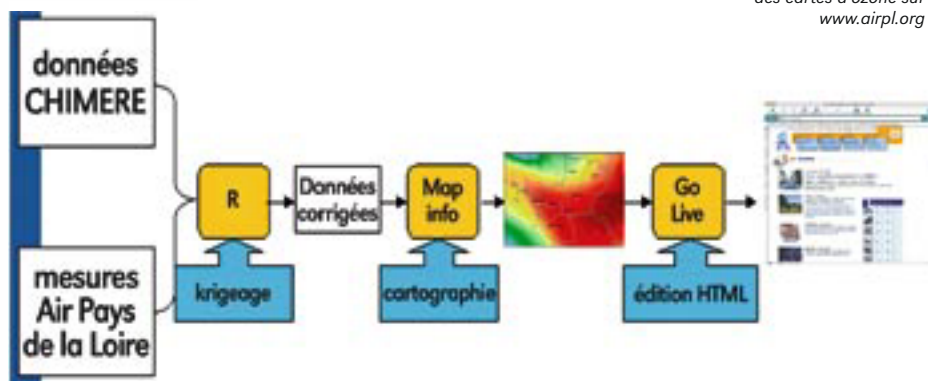 des cartes d'ozone sur
www.airpl.org
données
CHIMERE
mesures
Air Pays
de la Loire
R
krigeage
Données
corrigées
Map
info
cartographie
Go
Live
édition HTML